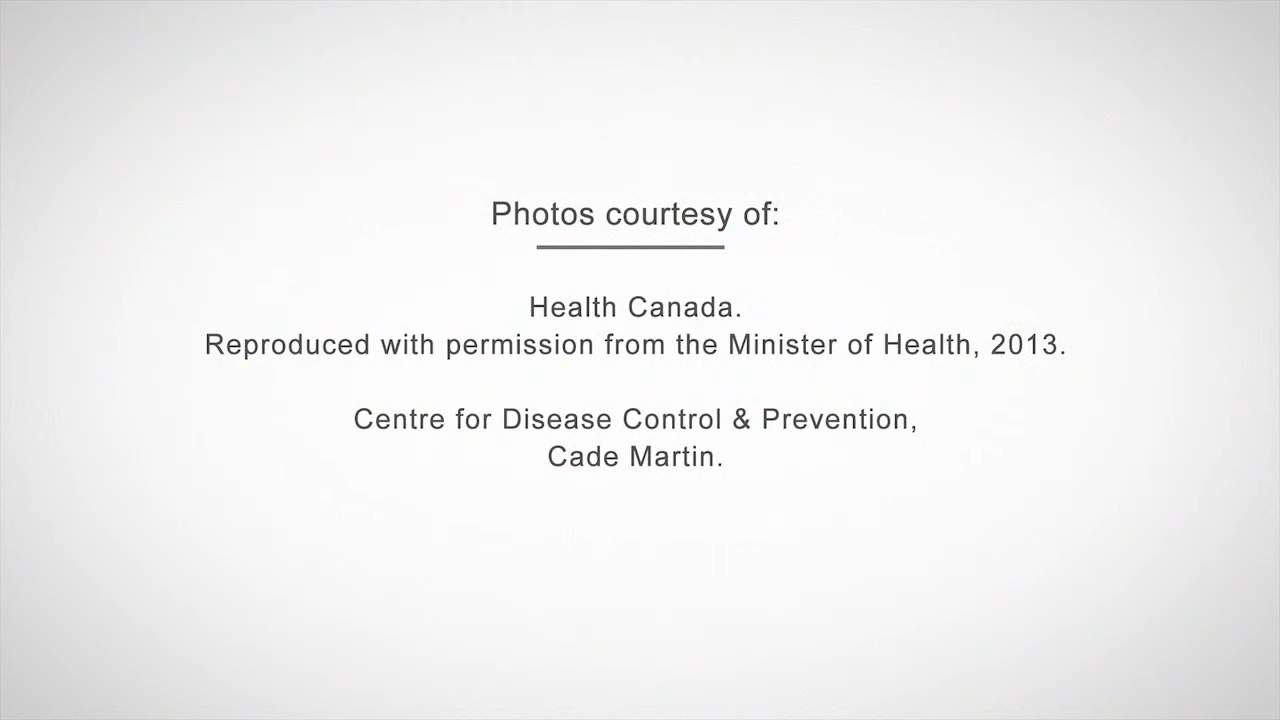 Photos courtesy of:
Health Canada.
Reproduced with permission from the Minister of Health, 2013.
Centre for Disease Control & Prevention,
Cade Martin.